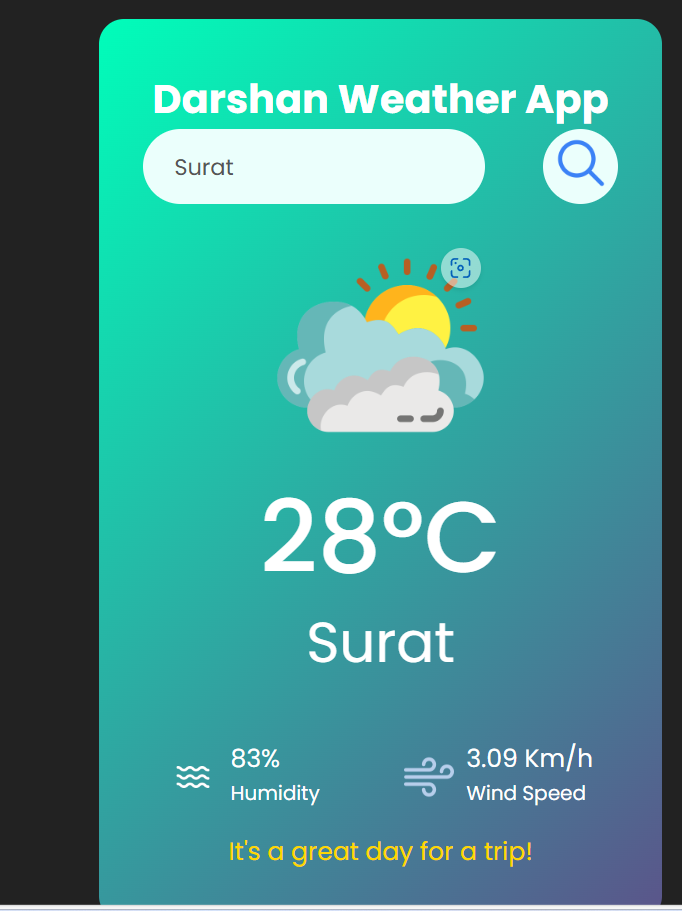 Darshan Weather App
Surat
28°C
Surat
83%
Humidity
3.09 Km/h
Wind Speed
It's a great day for a trip!